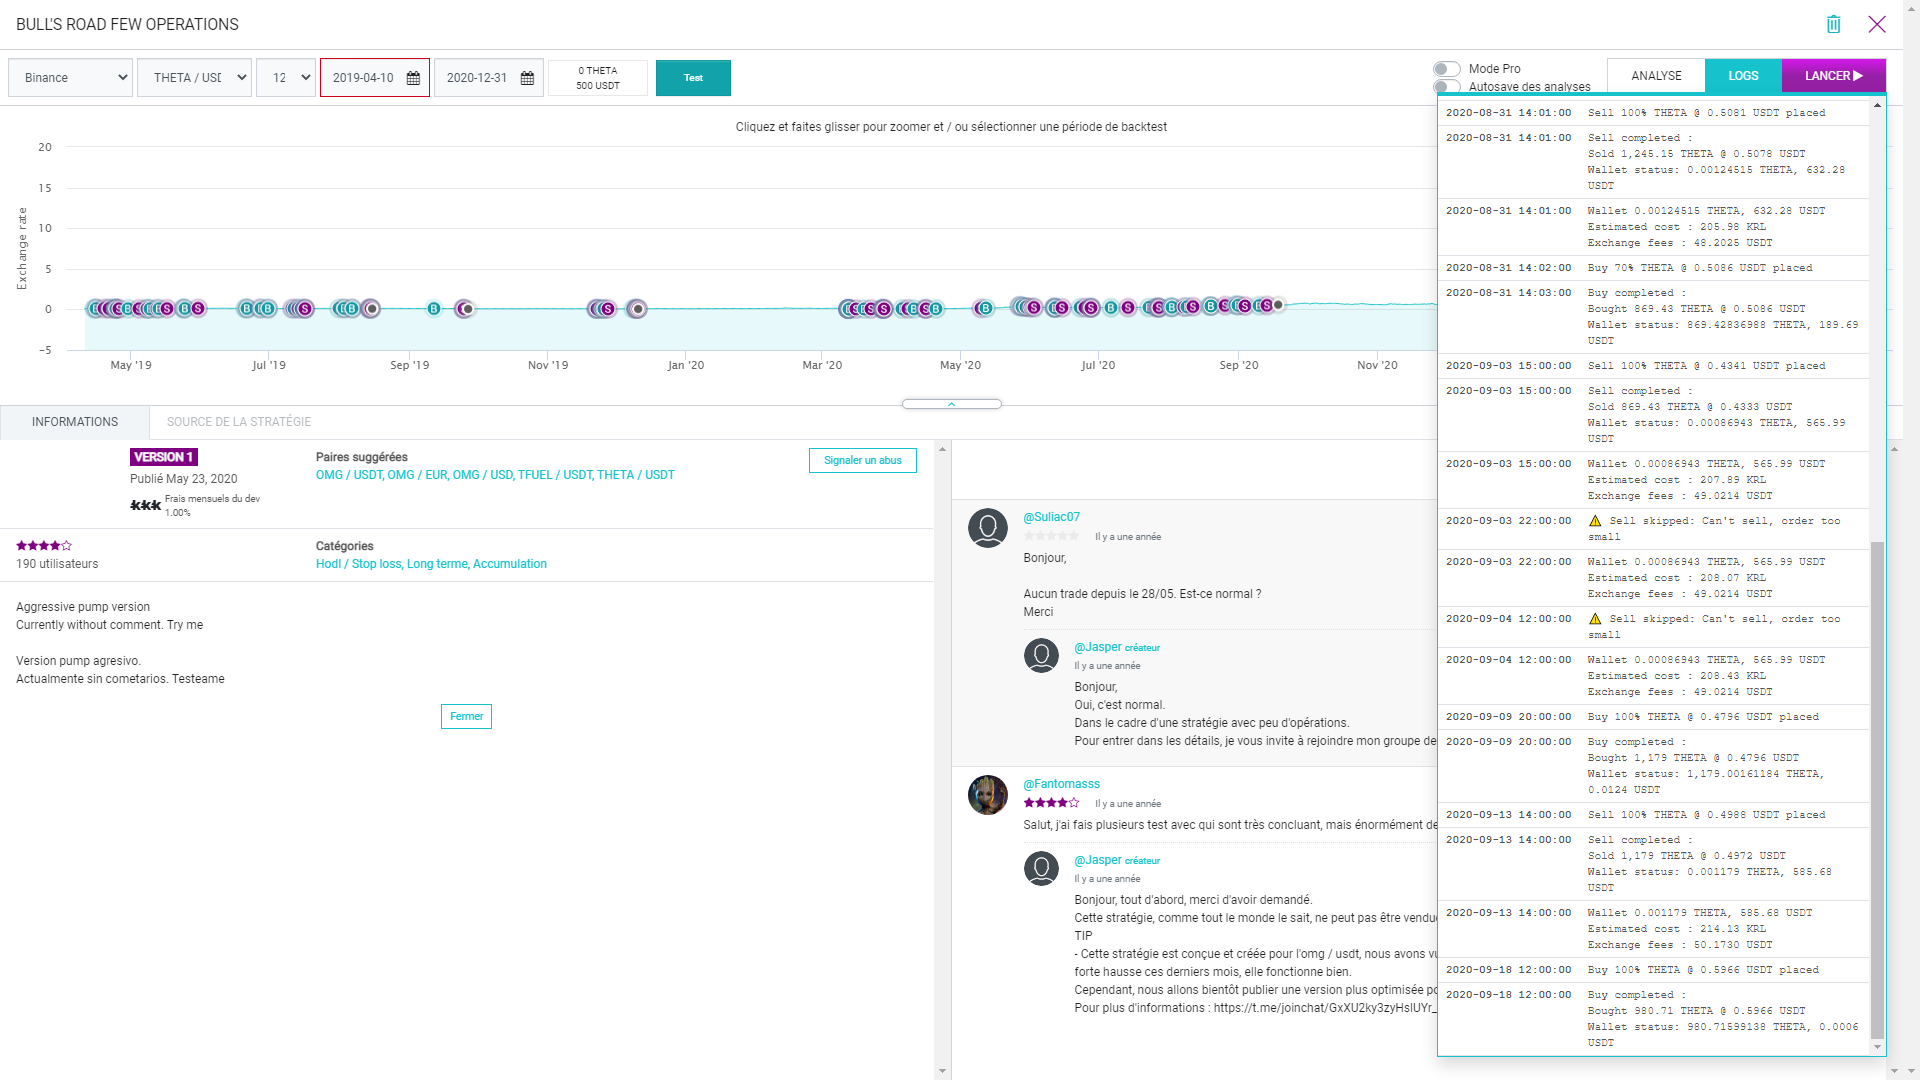 BULL'S ROAD FEW OPERATIONS
Binance
THETA / USD
12
2019-04-10
2020-12-31
0 THETA
500 USDT
Test
Mode Pro
Autosave des analyses
ANALYSE
LOGS
LANCER
Cliquez et faites glisser pour zoomer et / ou sélectionner une période de backtest
Exchange rate
20
15
10
5
0
-5
May '19
Jul '19
Sep '19
Nov '19
Jan '20
Mar '20
May '20
Jul '20
Sep '20
Nov '20
INFORMATIONS
SOURCE DE LA STRATÉGIE
VERSION 1
Publié May 23, 2020
Frais mensuels du dev
1.00%
Paires suggérées
OMG / USDT, OMG / EUR, OMG / USD, TFUEL / USDT, THETA / USDT
Signaler un abus
190 utilisateurs
Catégories
Hodl / Stop loss, Long terme, Accumulation
Aggressive pump version
Currently without comment. Try me
Version pump agresivo.
Actualmente sin cometarios. Testeame
Fermer
@Suliac07
Il y a une année
Bonjour,
Aucun trade depuis le 28/05. Est-ce normal ?
Merci
@Jasper créateur
Il y a une année
Bonjour,
Oui, c'est normal.
Dans le cadre d'une stratégie avec peu d'opérations.
Pour entrer dans les détails, je vous invite à rejoindre mon groupe de
@Fantomasss
Il y a une année
Salut, j'ai fais plusieurs test avec qui sont très concluant, mais énormément de
@Jasper créateur
Il y a une année
Bonjour, tout d'abord, merci d'avoir demandé.
Cette stratégie, comme tout le monde le sait, ne peut pas être vendue
TIP
- Cette stratégie est conçue et créée pour l'omg / usdt, nous avons vu
forte hausse ces derniers mois, elle fonctionne bien.
Cependant, nous allons bientôt publier une version plus optimisée po
Pour plus d'informations : https://t.me/joinchat/GxXU2ky3zyHslUYr_
2020-08-31 14:01:00 Sell 100% THETA @ 0.5081 USDT placed
2020-08-31 14:01:00 Sell completed :
Sold 1,245.15 THETA @ 0.5078 USDT
Wallet status: 0.00124515 THETA, 632.28
USDT
2020-08-31 14:01:00 Wallet 0.00124515 THETA, 632.28 USDT
Estimated cost : 205.98 KRL
Exchange fees : 48.2025 USDT
2020-08-31 14:02:00 Buy 70% THETA @ 0.5086 USDT placed
2020-08-31 14:03:00 Buy completed :
Bought 869.43 THETA @ 0.5086 USDT
Wallet status: 869.42836988 THETA, 189.69
USDT
2020-09-03 15:00:00 Sell 100% THETA @ 0.4341 USDT placed
2020-09-03 15:00:00 Sell completed :
Sold 869.43 THETA @ 0.4333 USDT
Wallet status: 0.00086943 THETA, 565.99
USDT
2020-09-03 15:00:00 Wallet 0.00086943 THETA, 565.99 USDT
Estimated cost : 207.89 KRL
Exchange fees : 49.0214 USDT
2020-09-03 22:00:00 Sell skipped: Can't sell, order too
small
2020-09-03 22:00:00 Wallet 0.00086943 THETA, 565.99 USDT
Estimated cost : 208.07 KRL
Exchange fees : 49.0214 USDT
2020-09-04 12:00:00 Sell skipped: Can't sell, order too
small
2020-09-04 12:00:00 Wallet 0.00086943 THETA, 565.99 USDT
Estimated cost : 208.43 KRL
Exchange fees : 49.0214 USDT
2020-09-09 20:00:00 Buy 100% THETA @ 0.4796 USDT placed
2020-09-09 20:00:00 Buy completed :
Bought 1,179 THETA @ 0.4796 USDT
Wallet status: 1,179.00161184 THETA,
0.0124 USDT
2020-09-13 14:00:00 Sell 100% THETA @ 0.4988 USDT placed
2020-09-13 14:00:00 Sell completed :
Sold 1,179 THETA @ 0.4972 USDT
Wallet status: 0.001179 THETA, 585.68
USDT
2020-09-13 14:00:00 Wallet 0.001179 THETA, 585.68 USDT
Estimated cost : 214.13 KRL
Exchange fees : 50.1730 USDT
2020-09-18 12:00:00 Buy 100% THETA @ 0.5966 USDT placed
2020-09-18 12:00:00 Buy completed :
Bought 980.71 THETA @ 0.5966 USDT
Wallet status: 980.71599138 THETA, 0.0006
USDT